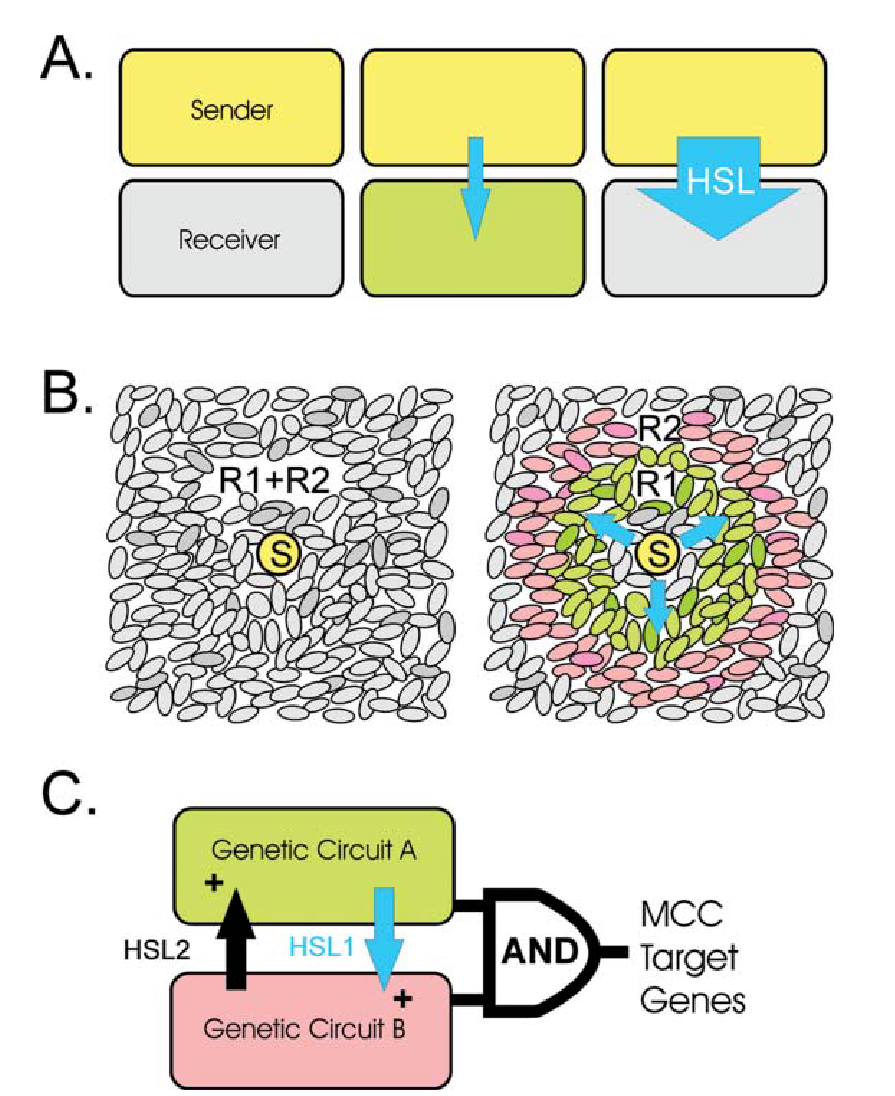 A.
Sender
HSL
Receiver
B.
R1+R2
S
R2
R1
S
C.
Genetic Circuit A
+
HSL2
HSL1
AND
MCC
Target
Genes
+
Genetic Circuit B